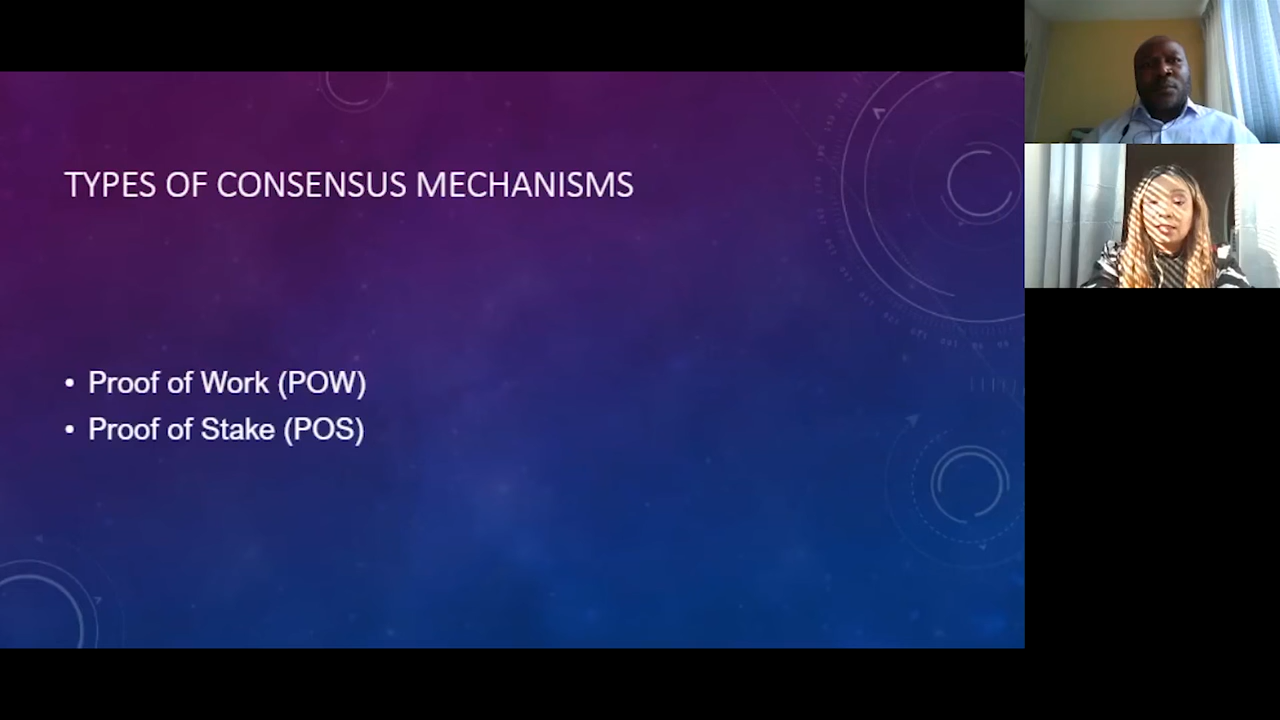 TYPES OF CONSENSUS MECHANISMS
• Proof of Work (POW)
• Proof of Stake (POS)